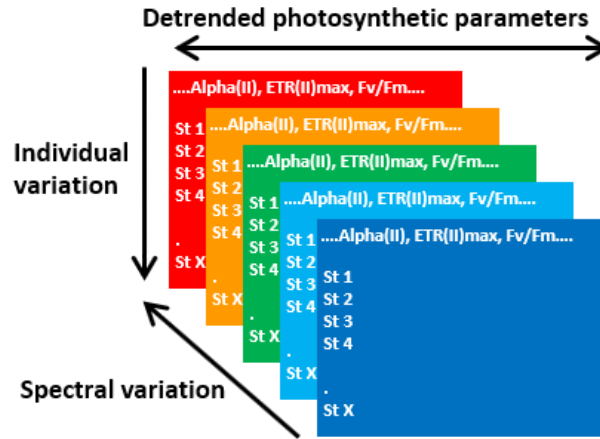 Detrended photosynthetic parameters
Individual
variation
Spectral variation
....Alpha(II), ETR(II)max, Fv/Fm....
St 1
St 2
St 3
St 4
.
St X
....Alpha(II), ETR(II)max, Fv/Fm....
St 1
St 2
St 3
St 4
.
St X
....Alpha(II), ETR(II)max, Fv/Fm....
St 1
St 2
St 3
St 4
.
St X
....Alpha(II), ETR(II)max, Fv/Fm....
St 1
St 2
St 3
St 4
.
St X
....Alpha(II), ETR(II)max, Fv/Fm....
St 1
St 2
St 3
St 4
.
St X